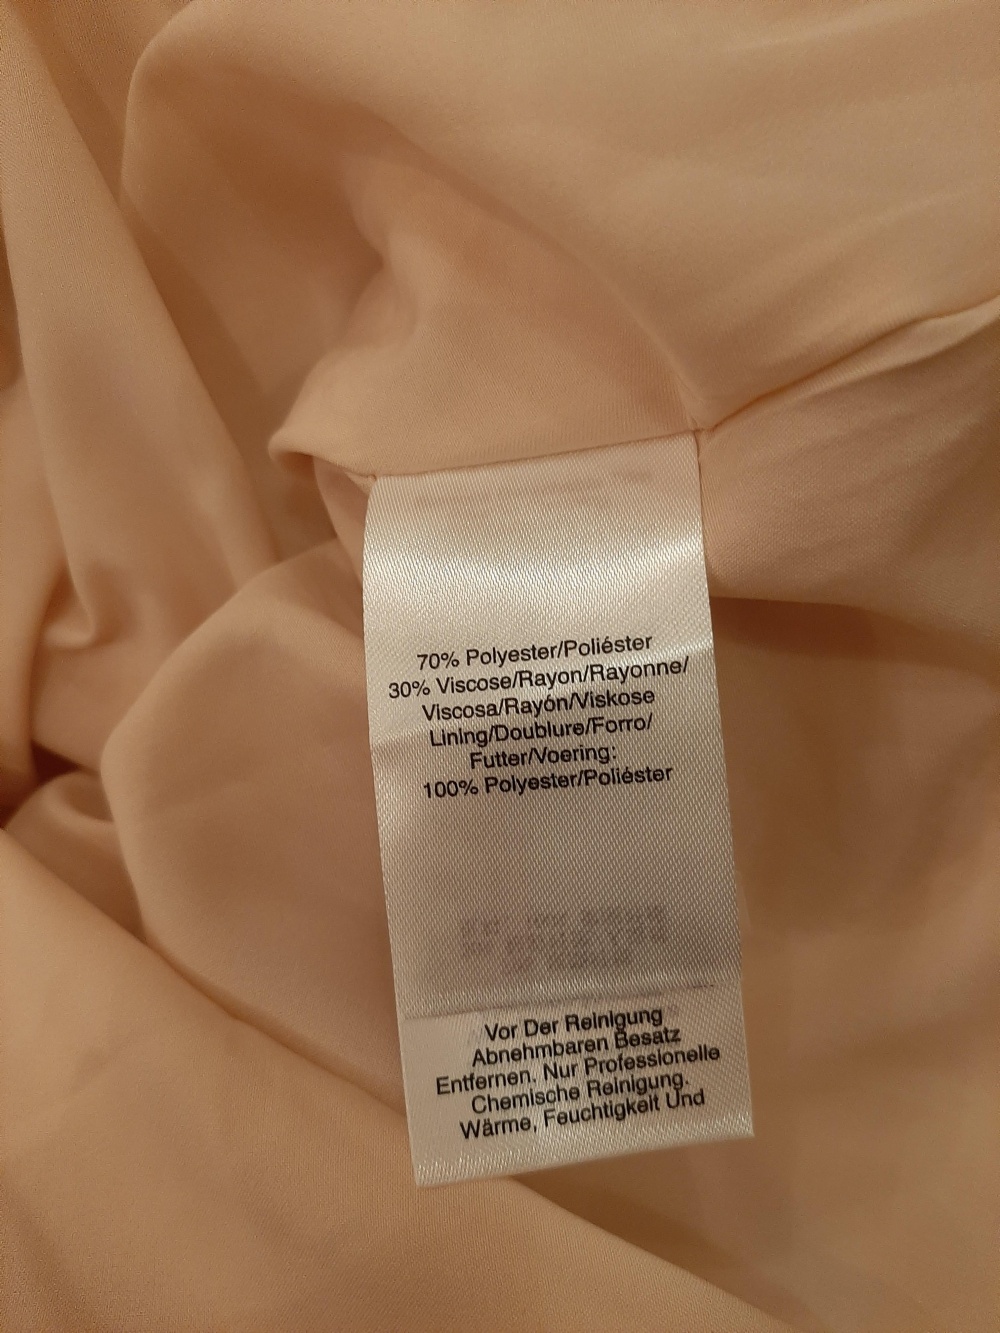 70% Polyester/Poliéster
30% Viscose/Rayon/Rayonne/
Viscosa/Rayón/Viskose
Lining/Doublure/Forro/
Futter/Voering:
100% Polyester/Poliéster
Vor Der Reinigung
Abnehmbaren Besatz
Entfernen. Nur Professionelle
Chemische Reinigung.
Wärme, Feuchtigkeit Und